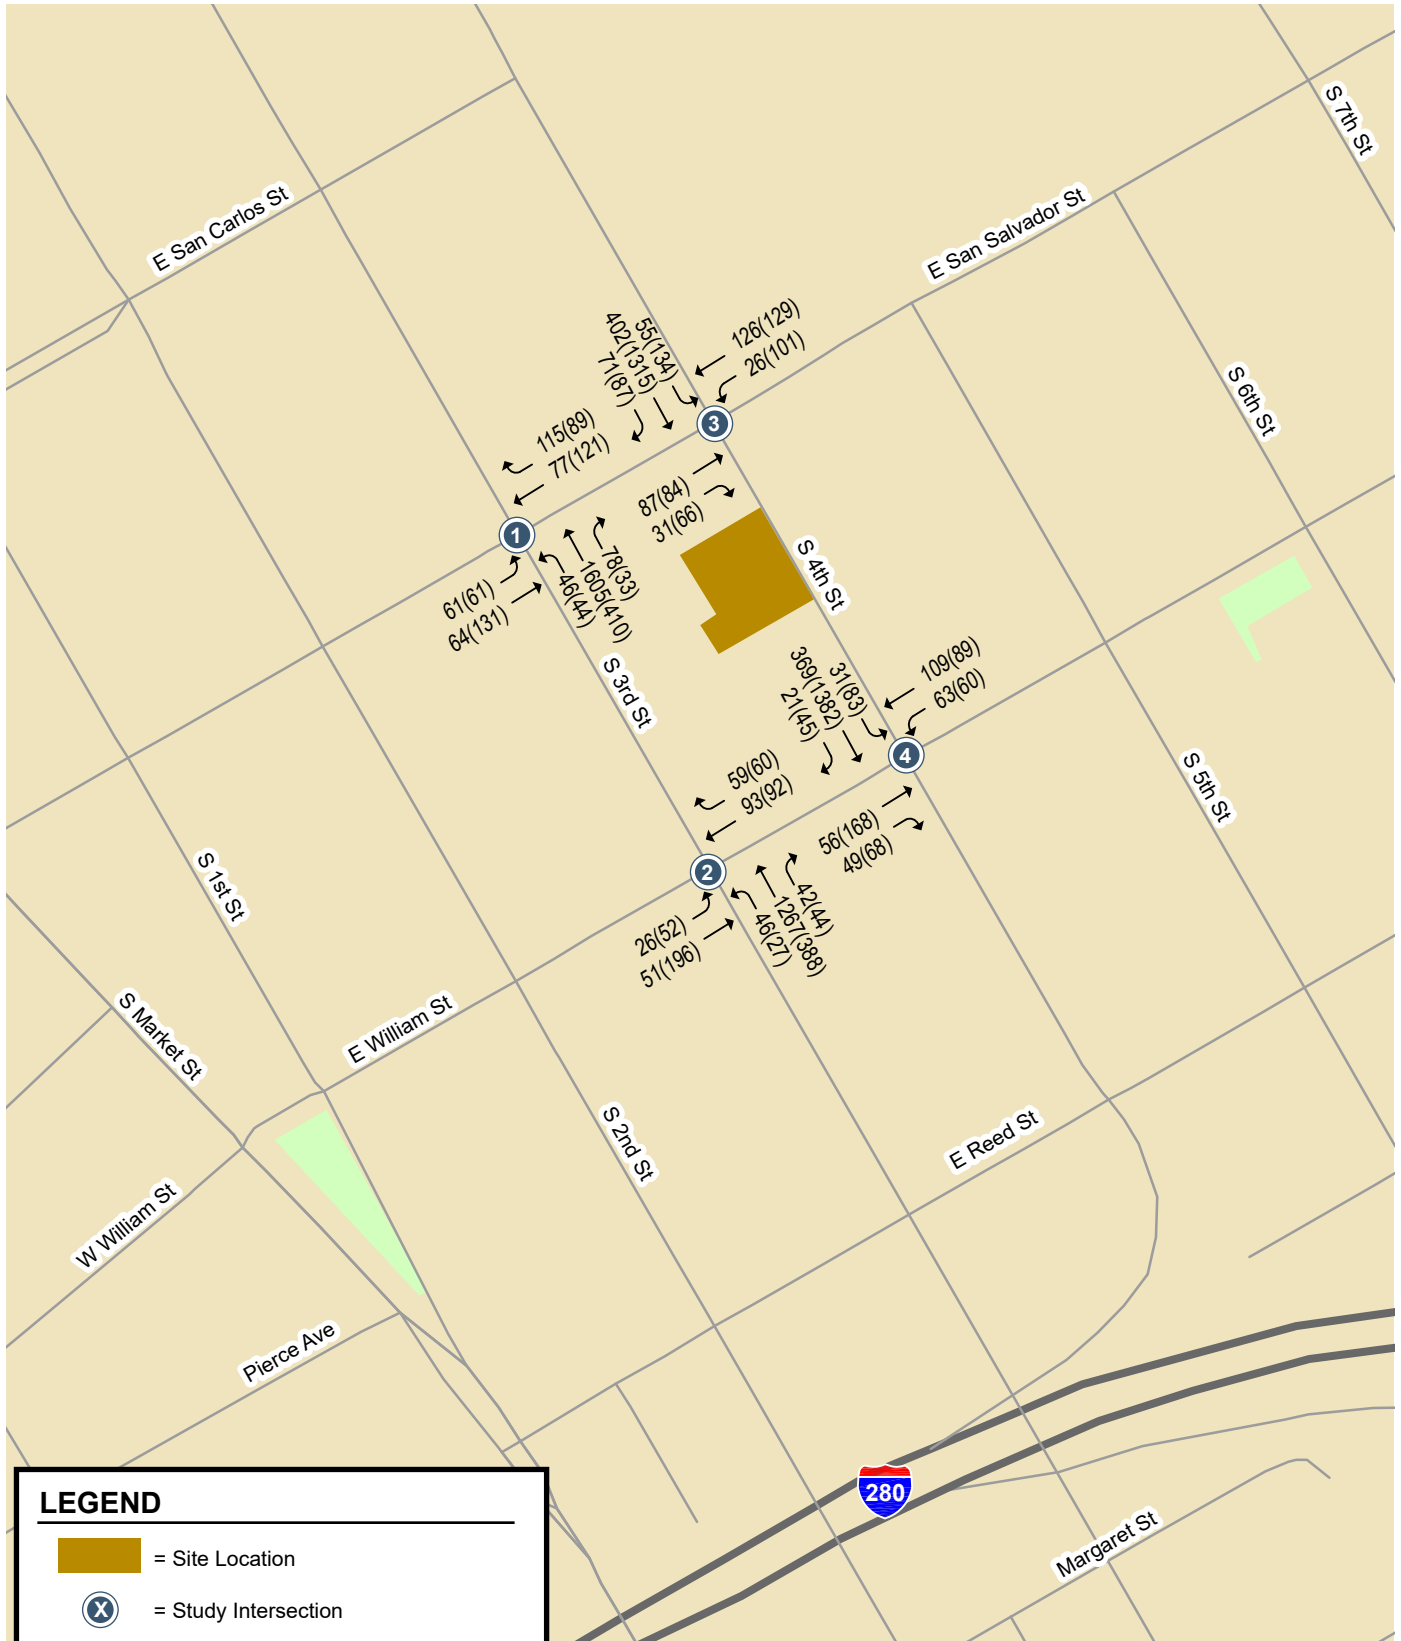 S 7th St
E San Carlos St
E San Salvador St
55(134)
402(1315)
71(87)
126(129)
26(101)
3
S 6th St
115(89)
77(121)
87(84)
31(66)
1
S 4th St
61(61)
64(131)
78(33)
1605(410)
46(44)
S 3rd St
31(83)
369(1382)
21(45)
109(89)
63(60)
4
S 5th St
59(60)
93(92)
56(168)
49(68)
2
S 1st St
26(52)
51(196)
42(44)
1267(388)
46(27)
S Market St
E William St
S 2nd St
E Reed St
W William St
Pierce Ave
280
Margaret St
LEGEND
= Site Location
X
= Study Intersection